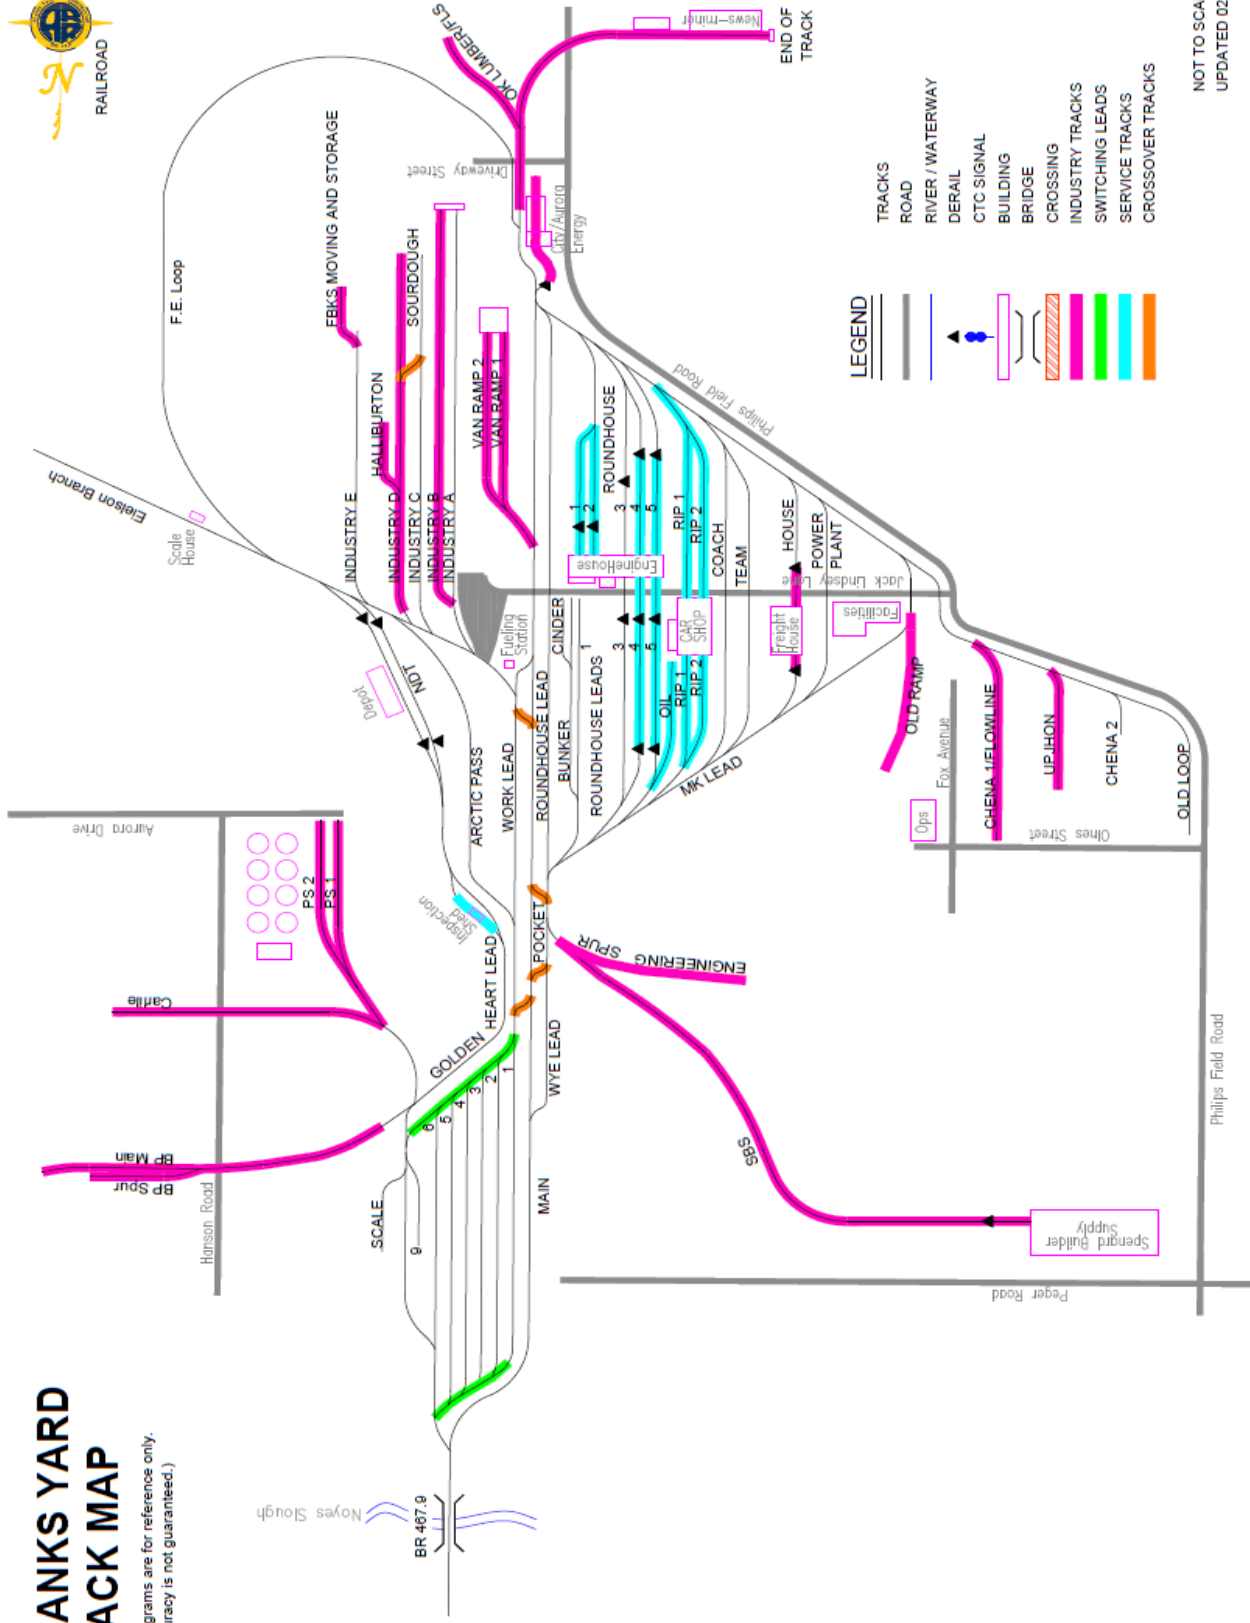 ANKS YARD
ACK MAP
grams are for reference only.
racy is not guaranteed.)
N
RAILROAD
NOT TO SCA
UPDATED 02
LEGEND
TRACKS
ROAD
RIVER / WATERWAY
DERAIL
CTC SIGNAL
BUILDING
BRIDGE
CROSSING
INDUSTRY TRACKS
SWITCHING LEADS
SERVICE TRACKS
CROSSOVER TRACKS
Noyes Slough
BR 467.9
Hanson Road
Aurora Drive
BP Main
BP Spur
Carlile
PS 2
PS 1
SCALE
9
GOLDEN
HEART LEAD
6
5
4
3
2
1
MAIN
WYE LEAD
POCKET
Inspection
Shed
ARCTIC PASS
WORK LEAD
ROUNDHOUSE LEAD
BUNKER
CINDER
ROUNDHOUSE LEADS
1
3
4
5
OIL
RIP 1
RIP 2
MK LEAD
NDT
Depot
Fueling
Station
Eielson Branch
Scale
House
F.E. Loop
FBKS MOVING AND STORAGE
INDUSTRY E
HALLIBURTON
INDUSTRY D
SOURDOUGH
INDUSTRY C
INDUSTRY B
INDUSTRY A
VAN RAMP 2
VAN RAMP 1
OK LUMBER/FLS
News-miner
END OF
TRACK
Driveway Street
City/Aurora
Energy
Philips Field Road
ROUNDHOUSE
1
2
3
4
5
EngineHouse
RIP 1
RIP 2
CAR
SHOP
COACH
TEAM
HOUSE
Freight
House
POWER
PLANT
Jack Lindsey Lane
Facilities
OLD RAMP
Fox Avenue
Ops
CHENA 1/FLOWLINE
UPJHON
CHENA 2
OLD LOOP
Olnes Street
ENGINEERING SPUR
SBS
Spengrd Builder
Supply
Peger Road
Philips Field Road